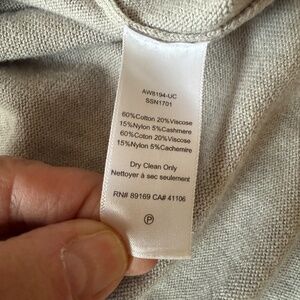 AW8194-UC
SSN1701
60%Cotton 20%Viscose
15%Nylon 5%Cashmere
60%Cotton 20%Viscose
15%Nylon 5%Cachemire
Dry Clean Only
Nettoyer à sec seulement
RN# 89169 CA# 41106
P